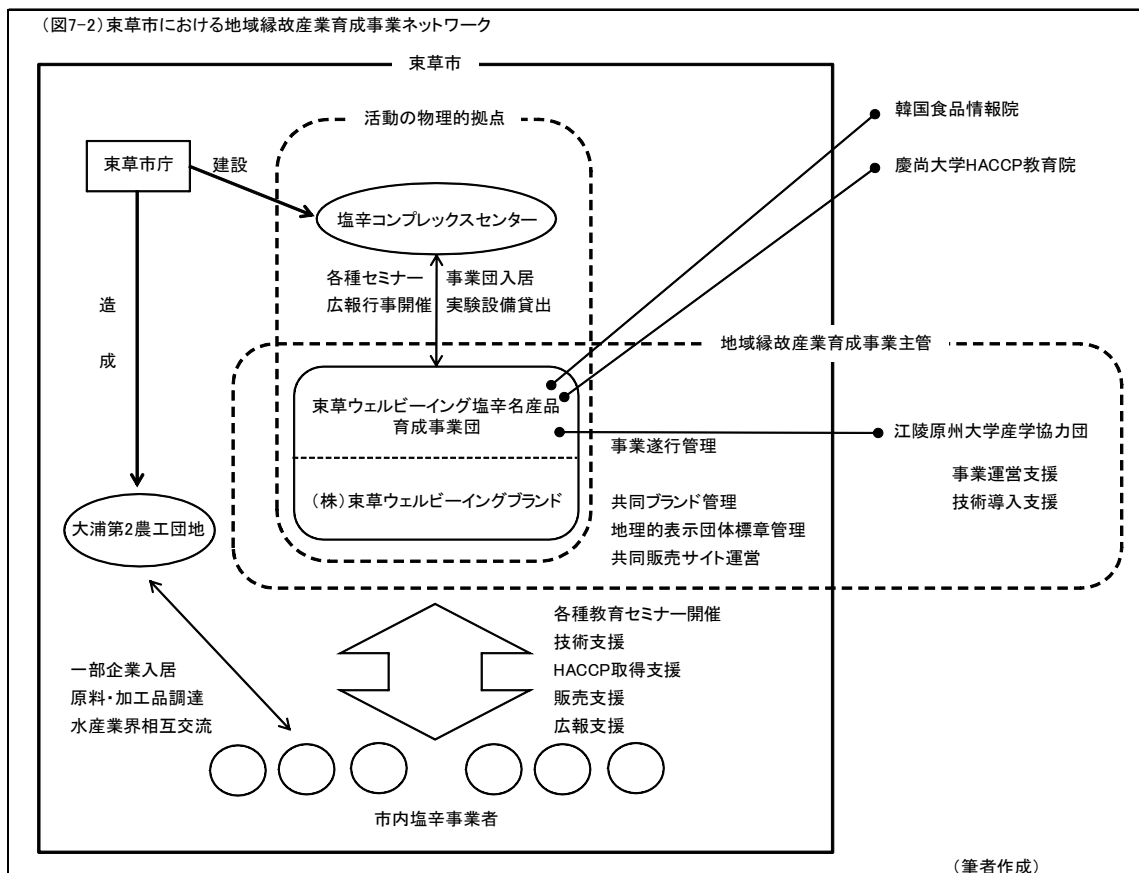 （図7-2）束草市における地域縁故産業育成事業ネットワーク
束草市
活動の物理的拠点
韓国食品情報院
束草市庁
建設
慶尚大学HACCP教育院
塩辛コンプレックスセンター
各種セミナー
広報行事開催
事業団入居
実験設備貸出
造
成
地域縁故産業育成事業主管
束草ウェルビーイング塩辛名産品
育成事業団
江陵原州大学産学協力団
事業遂行管理
事業運営支援
技術導入支援
（株）束草ウェルビーイングブランド
共同ブランド管理
地理的表示団体標章管理
共同販売サイト運営
大浦第2農工団地
各種教育セミナー開催
技術支援
HACCP取得支援
販売支援
広報支援
一部企業入居
原料・加工品調達
水産業界相互交流
市内塩辛事業者
（筆者作成）